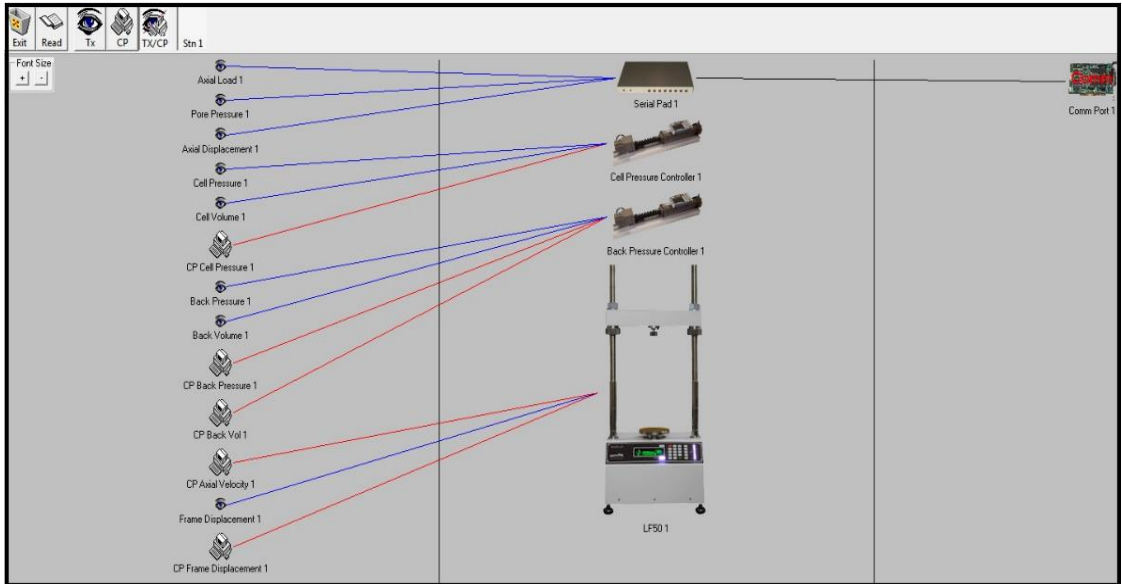 Exit Read Tx CP TX/CP Stn 1
Font Size
+ -
Axial Load 1
Pore Pressure 1
Axial Displacement 1
Cell Pressure 1
Cell Volume 1
CP Cell Pressure 1
Back Pressure 1
Back Volume 1
CP Back Pressure 1
CP Back Vol 1
CP Axial Velocity 1
Frame Displacement 1
CP Frame Displacement 1
Serial Pad 1
Cell Pressure Controller 1
Back Pressure Controller 1
LF50 1
Comm Port 1